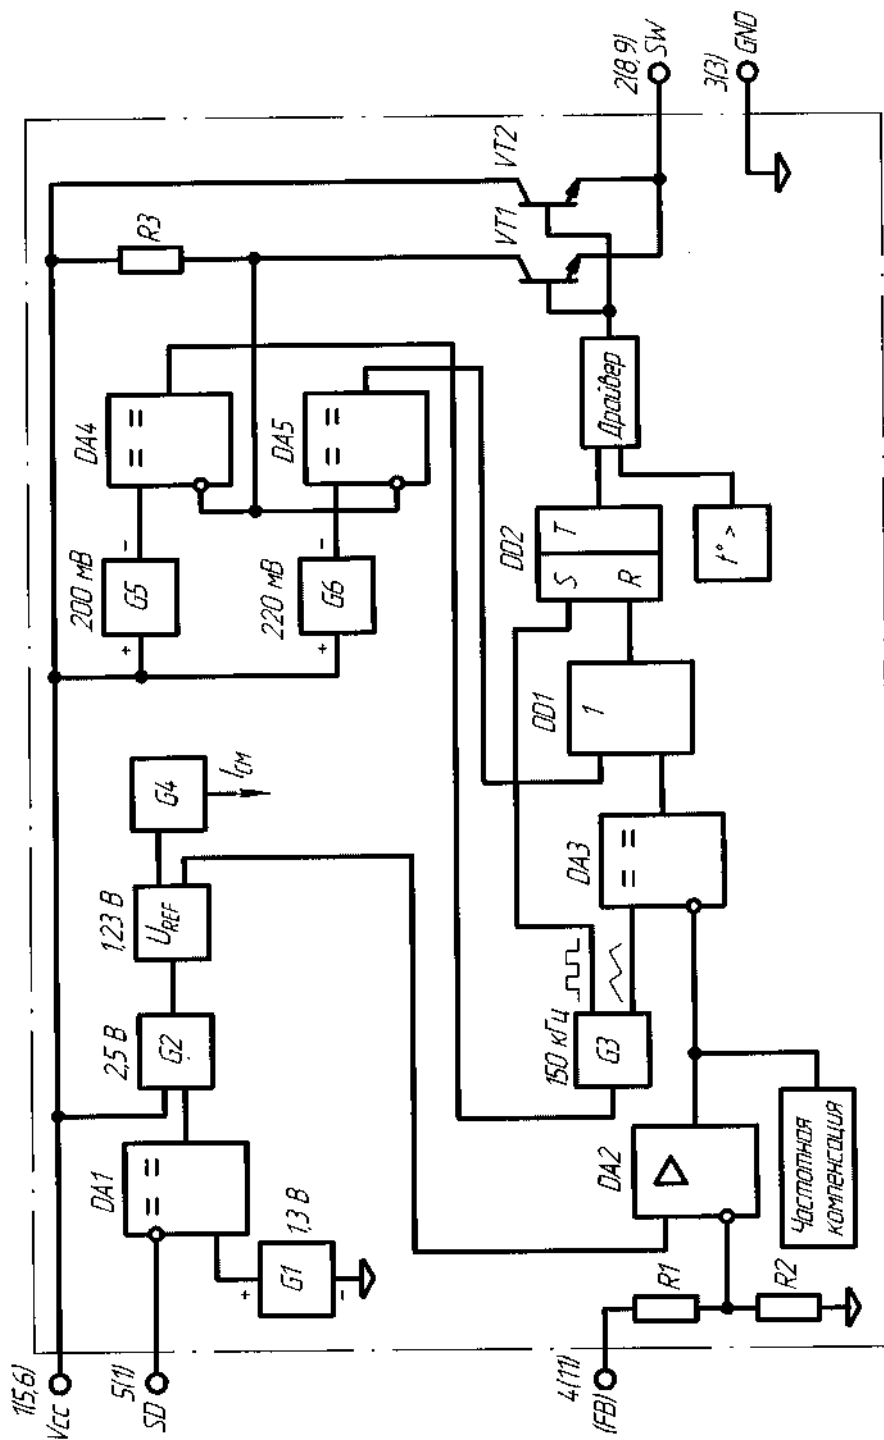 1(5,6)
Vcc
5(1)
SD
DA1
= =
+
G1
-
1,3 В
2,5 В
G2
1,23 В
UREF
G4
Iсм
200 мВ
+
G5
-
DA4
= =
220 мВ
+
G6
-
DA5
= =
R3
VT1
VT2
2(8,9)
SW
3(3)
GND
4(11)
(FB)
R1
R2
DA2
Частотная
компенсация
150 кГц
G3
DA3
= =
DD1
1
DD2
S
T
R
Драйвер
t° >